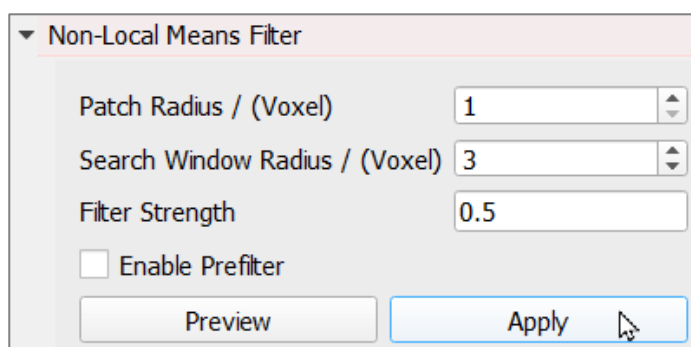 Non-Local Means Filter
Patch Radius / (Voxel) 1
Search Window Radius / (Voxel) 3
Filter Strength 0.5
Enable Prefilter
Preview Apply